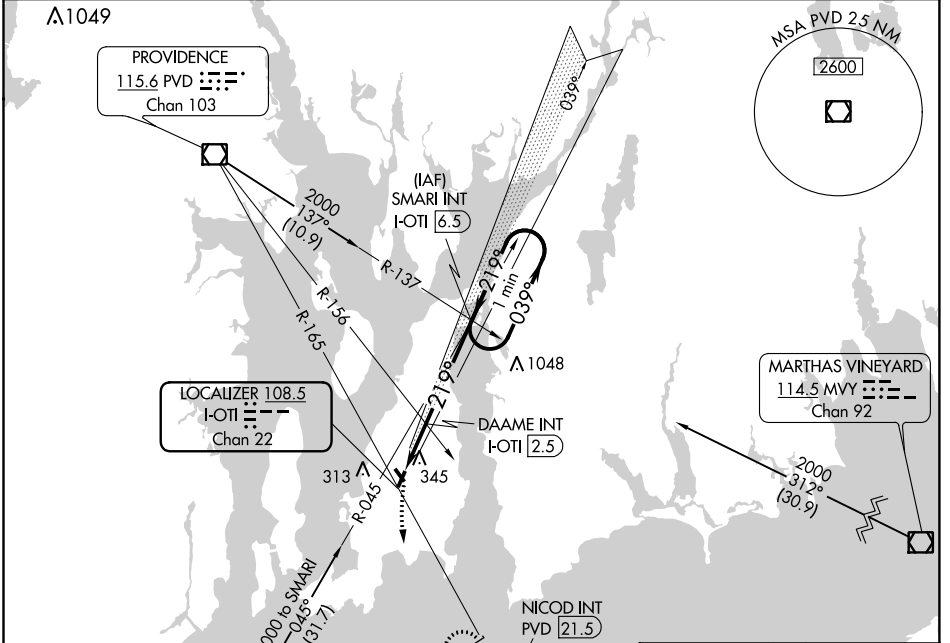 1049
PROVIDENCE
115.6 PVD
Chan 103
MSA PVD 25 NM
2600
039°
(IAF)
SMARI INT
I-OTI 6.5
2000
137°
(10.9)
R-137
R-156
R-165
219°
1 min
039°
1048
219°
LOCALIZER 108.5
I-OTI
Chan 22
DAAME INT
I-OTI 2.5
313
345
R-045
MARTHAS VINEYARD
114.5 MVY
Chan 92
2000
312°
(30.9)
000 to SMARI
045°
(31.7)
NICOD INT
PVD 21.5